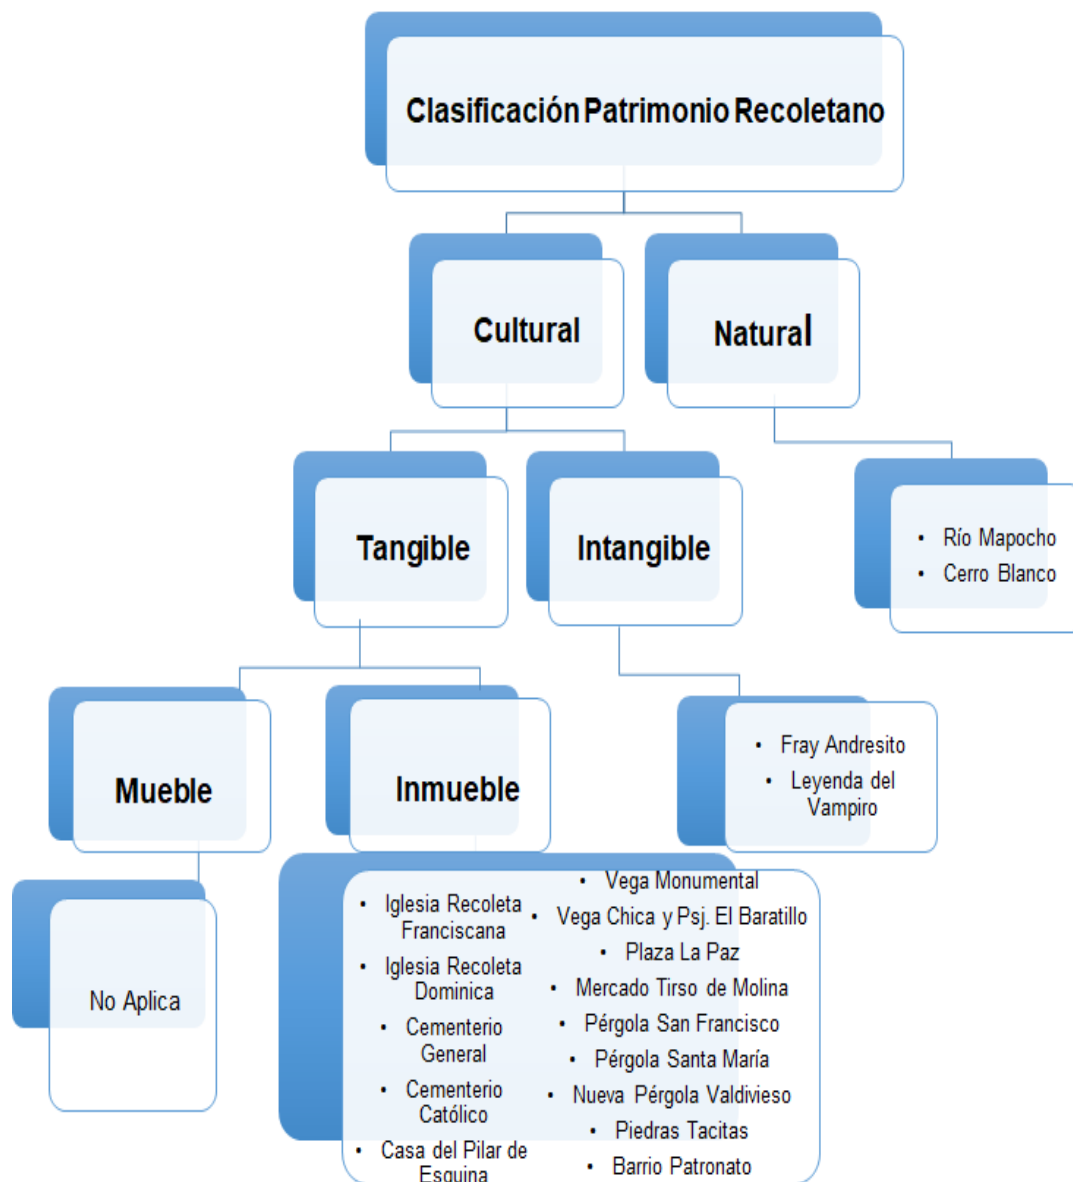 Clasificación Patrimonio Recoletano
Cultural
Natural
Tangible
Intangible
• Río Mapocho
• Cerro Blanco
Mueble
Inmueble
• Fray Andresito
• Leyenda del
Vampiro
No Aplica
• Iglesia Recoleta
Franciscana
• Iglesia Recoleta
Dominica
• Cementerio
General
• Cementerio
Católico
• Casa del Pilar de
Esquina
• Vega Monumental
• Vega Chica y Psj. El Baratillo
• Plaza La Paz
• Mercado Tirso de Molina
• Pérgola San Francisco
• Pérgola Santa María
• Nueva Pérgola Valdivieso
• Piedras Tacitas
• Barrio Patronato